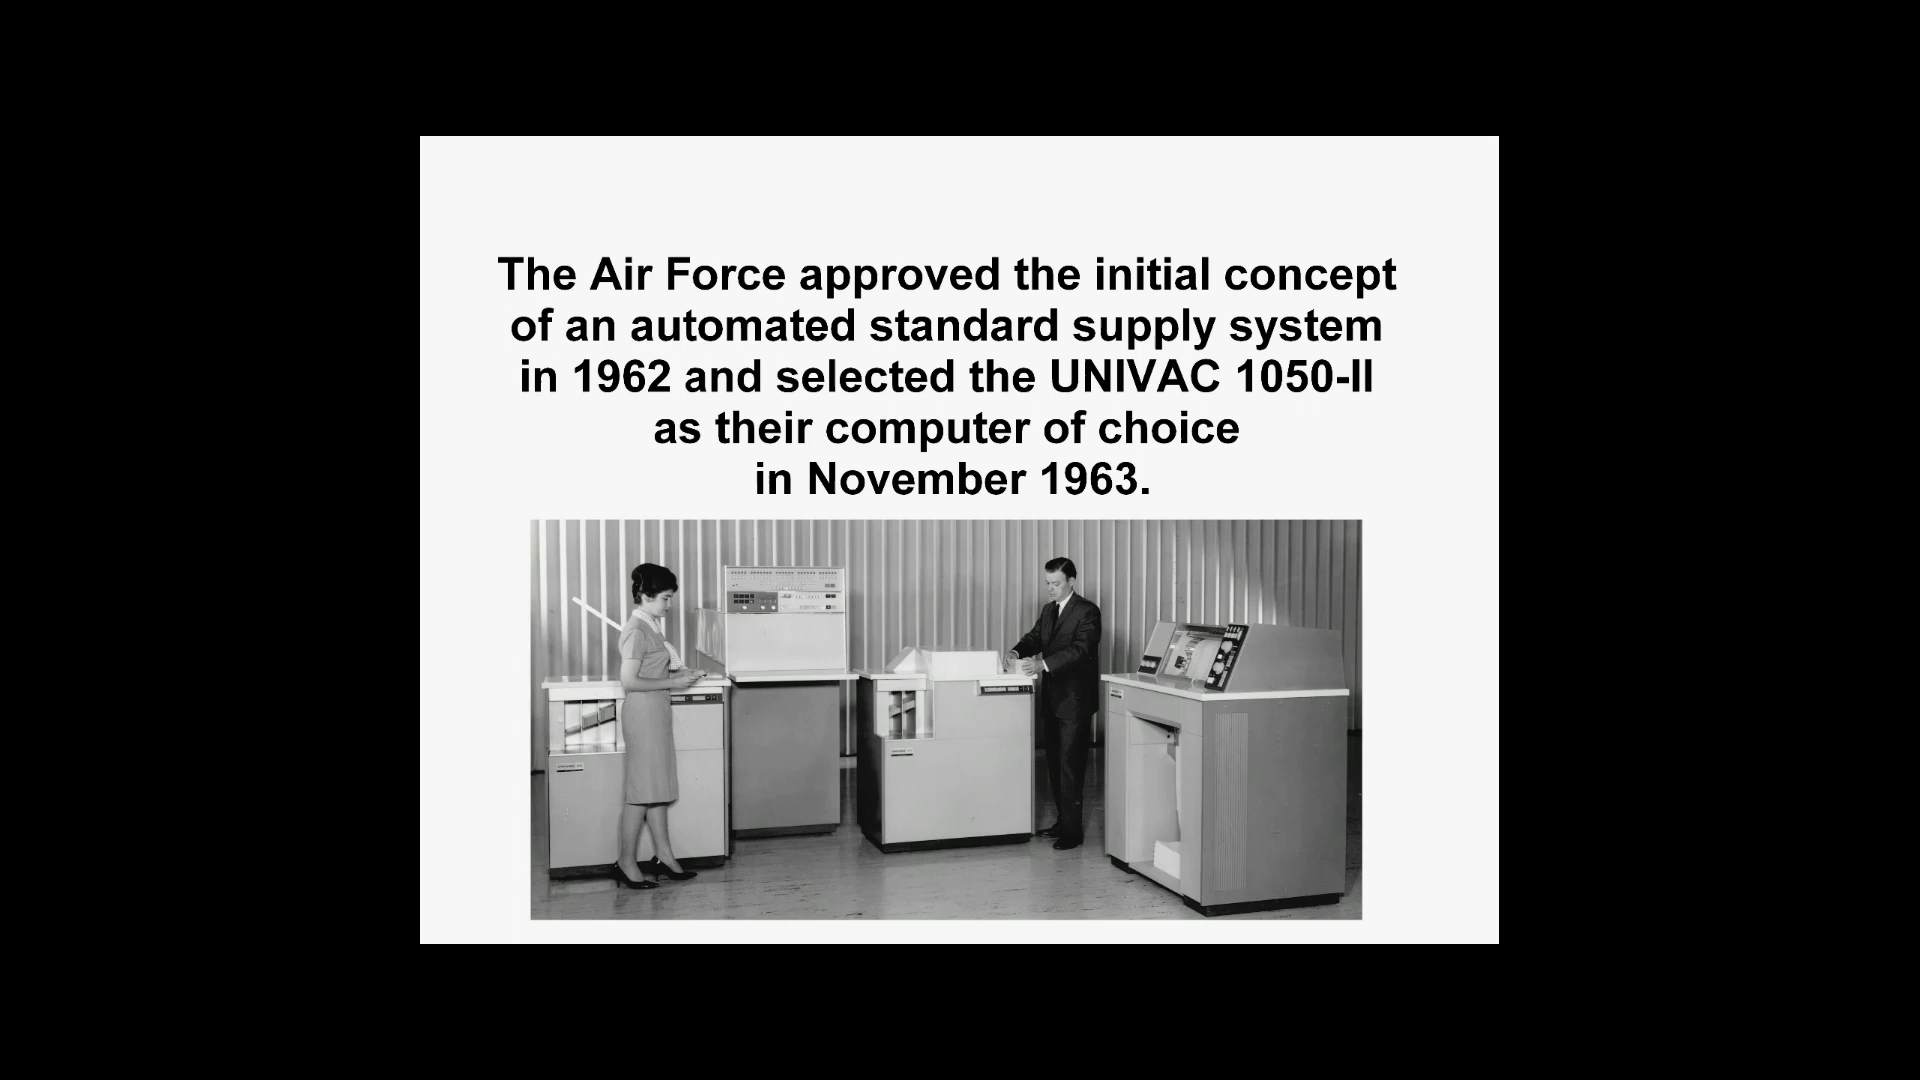 The Air Force approved the initial concept
of an automated standard supply system
in 1962 and selected the UNIVAC 1050-II
as their computer of choice
in November 1963.